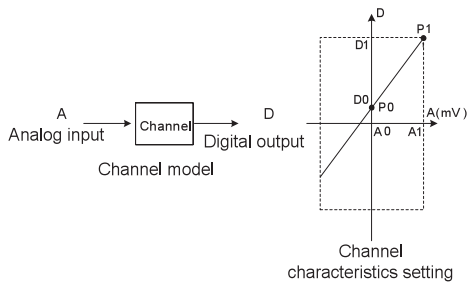 A
Analog input
Channel
Channel model
D
Digital output
D
P1
D1
D0
P0
A(mV)
A0
A1
Channel
characteristics setting